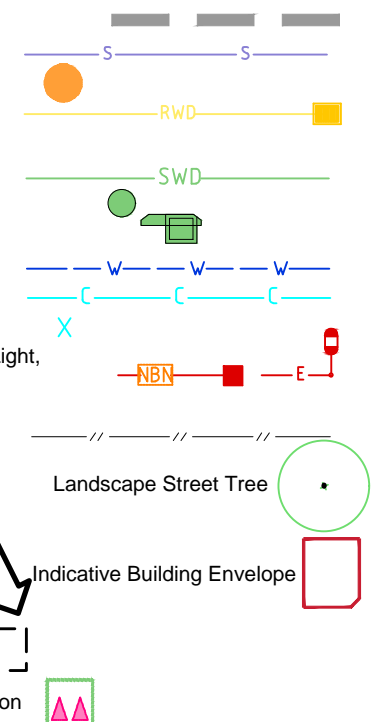 S S
RWD
SWD
W W W
C C C
X
ight,
NBN E
// // //
Landscape Street Tree
Indicative Building Envelope
on